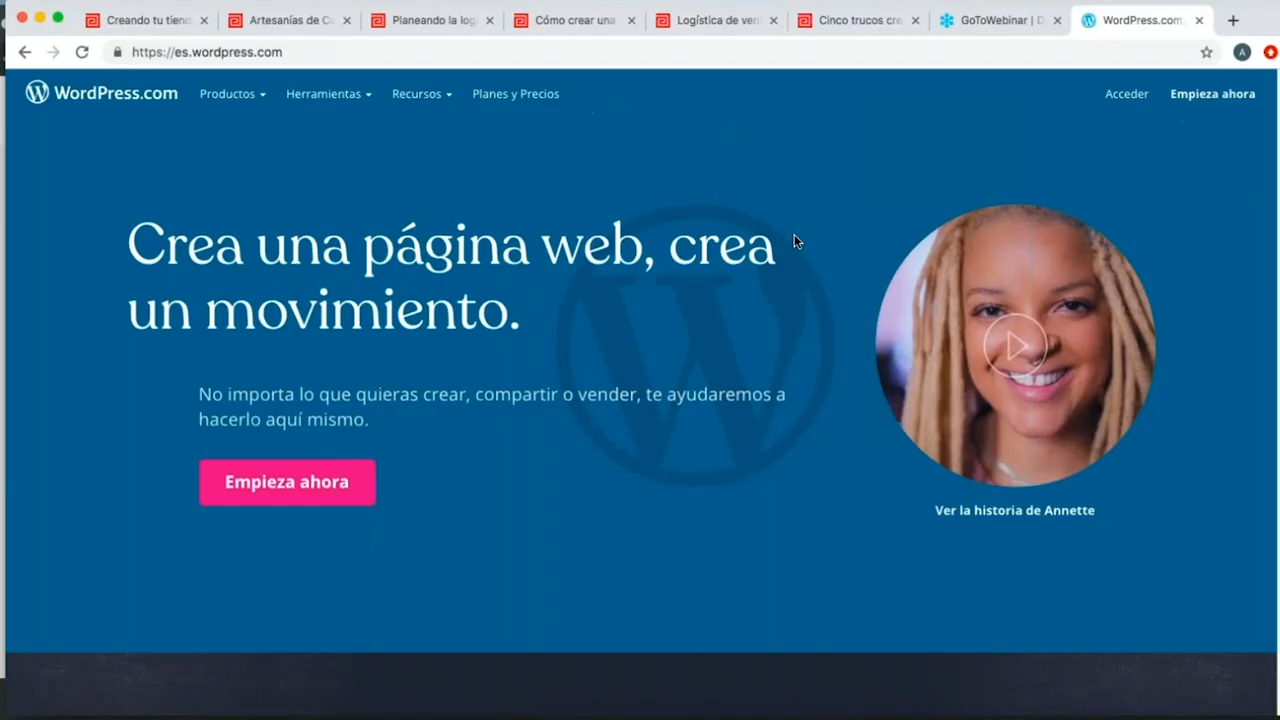 Creando tu tiend
Artesanías de Co
Planeando la log
Cómo crear una
Logística de ven
Cinco trucos cre
GoToWebinar | D
WordPress.com
https://es.wordpress.com
A
WordPress.com
Productos
Herramientas
Recursos
Planes y Precios
Acceder
Empieza ahora
Crea una página web, crea
un movimiento.
No importa lo que quieras crear, compartir o vender, te ayudaremos a
hacerlo aquí mismo.
Empieza ahora
Ver la historia de Annette